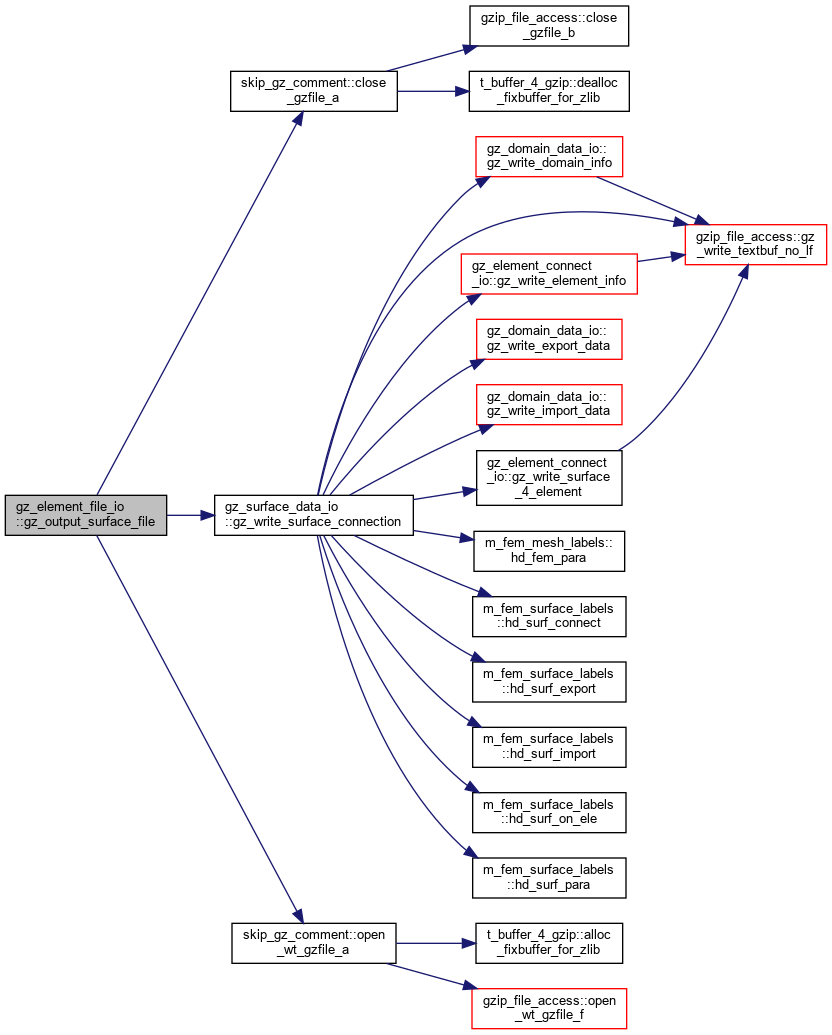 gzip_file_access::close
_gzfile_b
skip_gz_comment::close
_gzfile_a
t_buffer_4_gzip::dealloc
_fixbuffer_for_zlib
gz_domain_data_io::
gz_write_domain_info
gzip_file_access::gz
_write_textbuf_no_lf
gz_element_connect
_io::gz_write_element_info
gz_domain_data_io::
gz_write_export_data
gz_domain_data_io::
gz_write_import_data
gz_element_connect
_io::gz_write_surface
_4_element
gz_element_file_io
::gz_output_surface_file
gz_surface_data_io
::gz_write_surface_connection
m_fem_mesh_labels::
hd_fem_para
m_fem_surface_labels
::hd_surf_connect
m_fem_surface_labels
::hd_surf_export
m_fem_surface_labels
::hd_surf_import
m_fem_surface_labels
::hd_surf_on_ele
m_fem_surface_labels
::hd_surf_para
skip_gz_comment::open
_wt_gzfile_a
t_buffer_4_gzip::alloc
_fixbuffer_for_zlib
gzip_file_access::open
_wt_gzfile_f